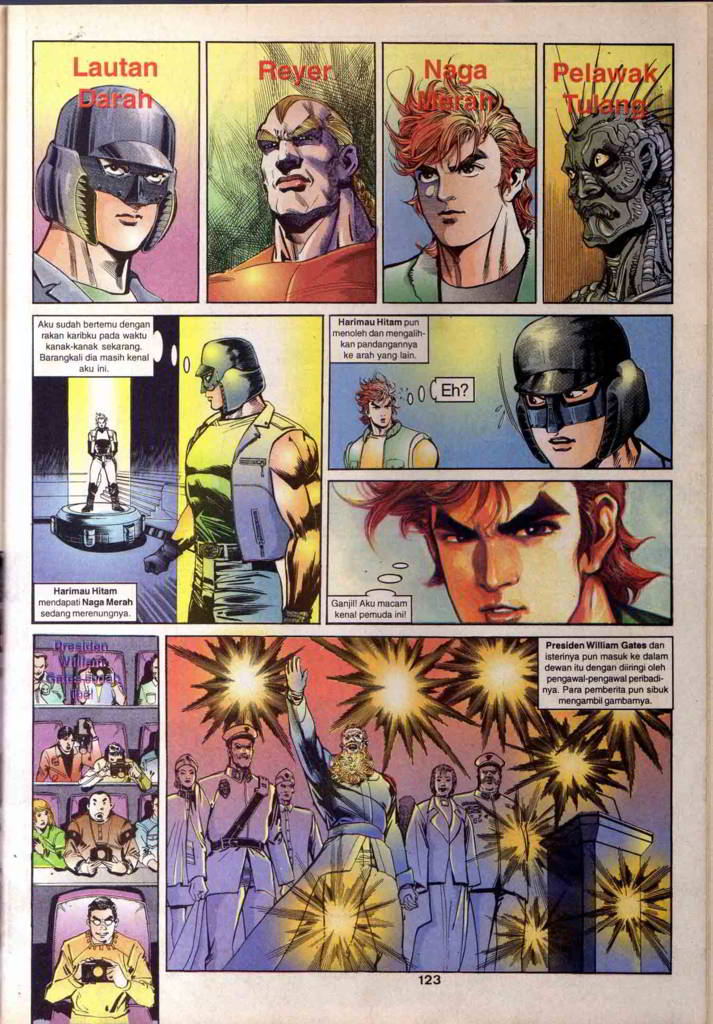 Lautan
Darah
Reyer
Naga
Merah
Pelawak
Tulang
Aku sudah bertemu dengan
rakan karibku pada waktu
kanak-kanak sekarang.
Barangkali dia masih kenal
aku ini.
Harimau Hitam
mendapati Naga Merah
sedang merenungnya.
Harimau Hitam pun
menoleh dan mengalih-
kan pandangannya
ke arah yang lain.
Eh?
Ganjil! Aku macam
kenal pemuda ini!
Presiden
William
Gates sudah
tiba!
Presiden William Gates dan
isterinya pun masuk ke dalam
dewan itu dengan diiringi oleh
pengawal-pengawal peribadi-
nya. Para pemberita pun sibuk
mengambil gambarnya.
123